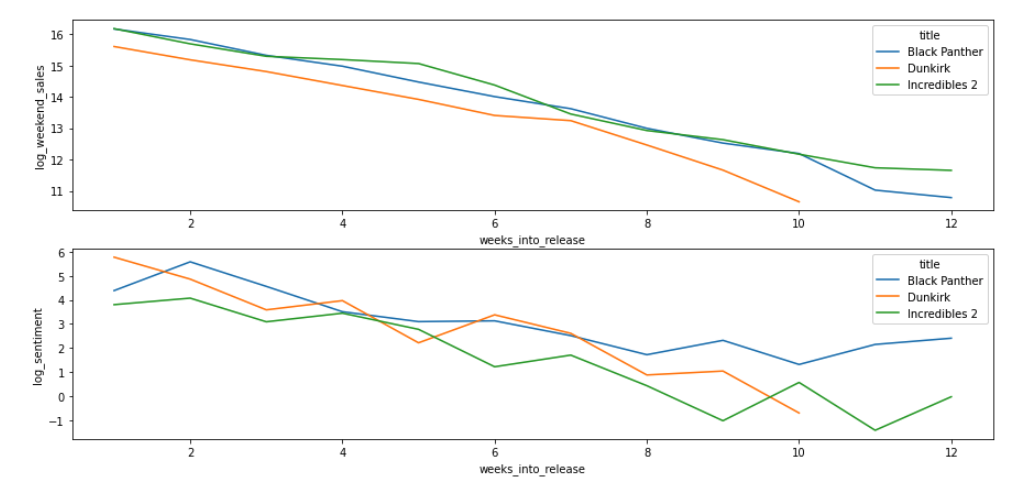 log_weekend_sales
16
15
14
13
12
11
title
Black Panther
Dunkirk
Incredibles 2
2
4
6
8
10
12
weeks_into_release
log_sentiment
6
5
4
3
2
1
0
−1
title
Black Panther
Dunkirk
Incredibles 2
2
4
6
8
10
12
weeks_into_release